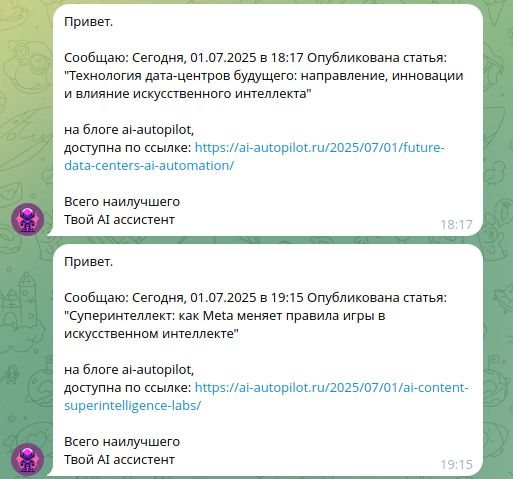 Привет.
Сообщаю: Сегодня, 01.07.2025 в 18:17 Опубликована статья:
"Технология дата-центров будущего: направление, инновации
и влияние искусственного интеллекта"
на блоге ai-autopilot,
доступна по ссылке: https://ai-autopilot.ru/2025/07/01/future-
data-centers-ai-automation/
Всего наилучшего
Твой AI ассистент
18:17
Привет.
Сообщаю: Сегодня, 01.07.2025 в 19:15 Опубликована статья:
"Суперинтеллект: как Meta меняет правила игры в
искусственном интеллекте"
на блоге ai-autopilot,
доступна по ссылке: https://ai-autopilot.ru/2025/07/01/ai-content-
superintelligence-labs/
Всего наилучшего
Твой AI ассистент
19:15